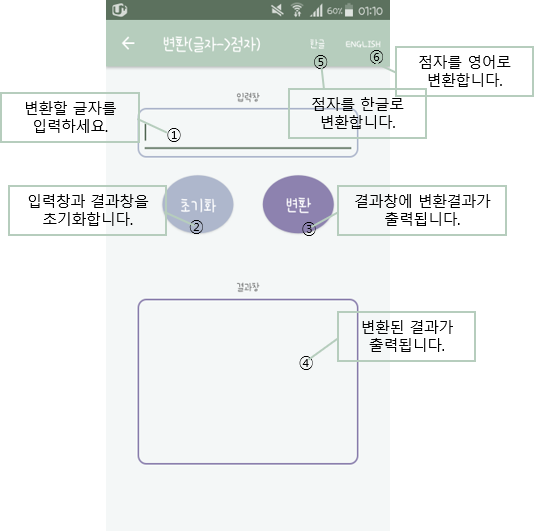 60% 01:10
변환(글자->점자) 한글 ENGLISH
⑤ ⑥
점자를 영어로
변환합니다.
입력창
점자를 한글로
변환합니다.
변환할 글자를
입력하세요.
①
입력창과 결과창을
초기화합니다.
초기화
②
변환
③
결과창에 변환결과가
출력됩니다.
결과창
변환된 결과가
출력됩니다.
④